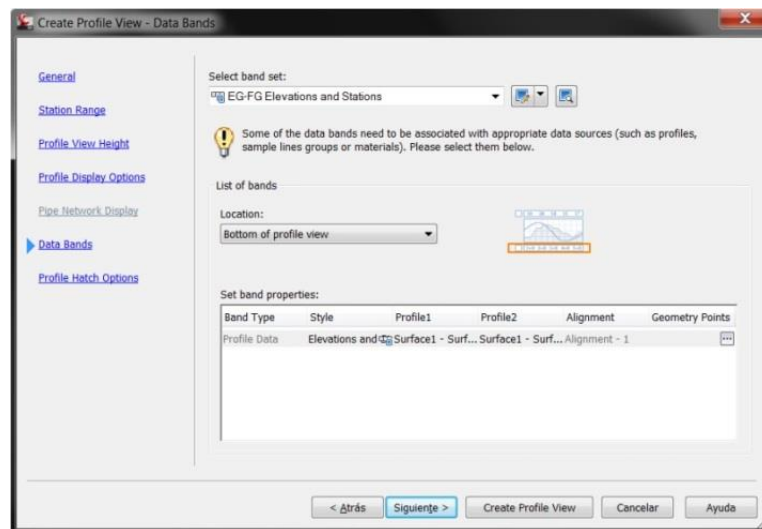 Create Profile View - Data Bands
General
Station Range
Profile View Height
Profile Display Options
Pipe Network Display
Data Bands
Profile Hatch Options
Select band set:
EG-FG Elevations and Stations
Some of the data bands need to be associated with appropriate data sources (such as profiles,
sample lines groups or materials). Please select them below.
List of bands
Location:
Bottom of profile view
Set band properties:
Band Type Style Profile1 Profile2 Alignment Geometry Points
Profile Data Elevations and Surface1 - Surf... Surface1 - Surf... Alignment - 1 ...
< Atrás Siguiente > Create Profile View Cancelar Ayuda